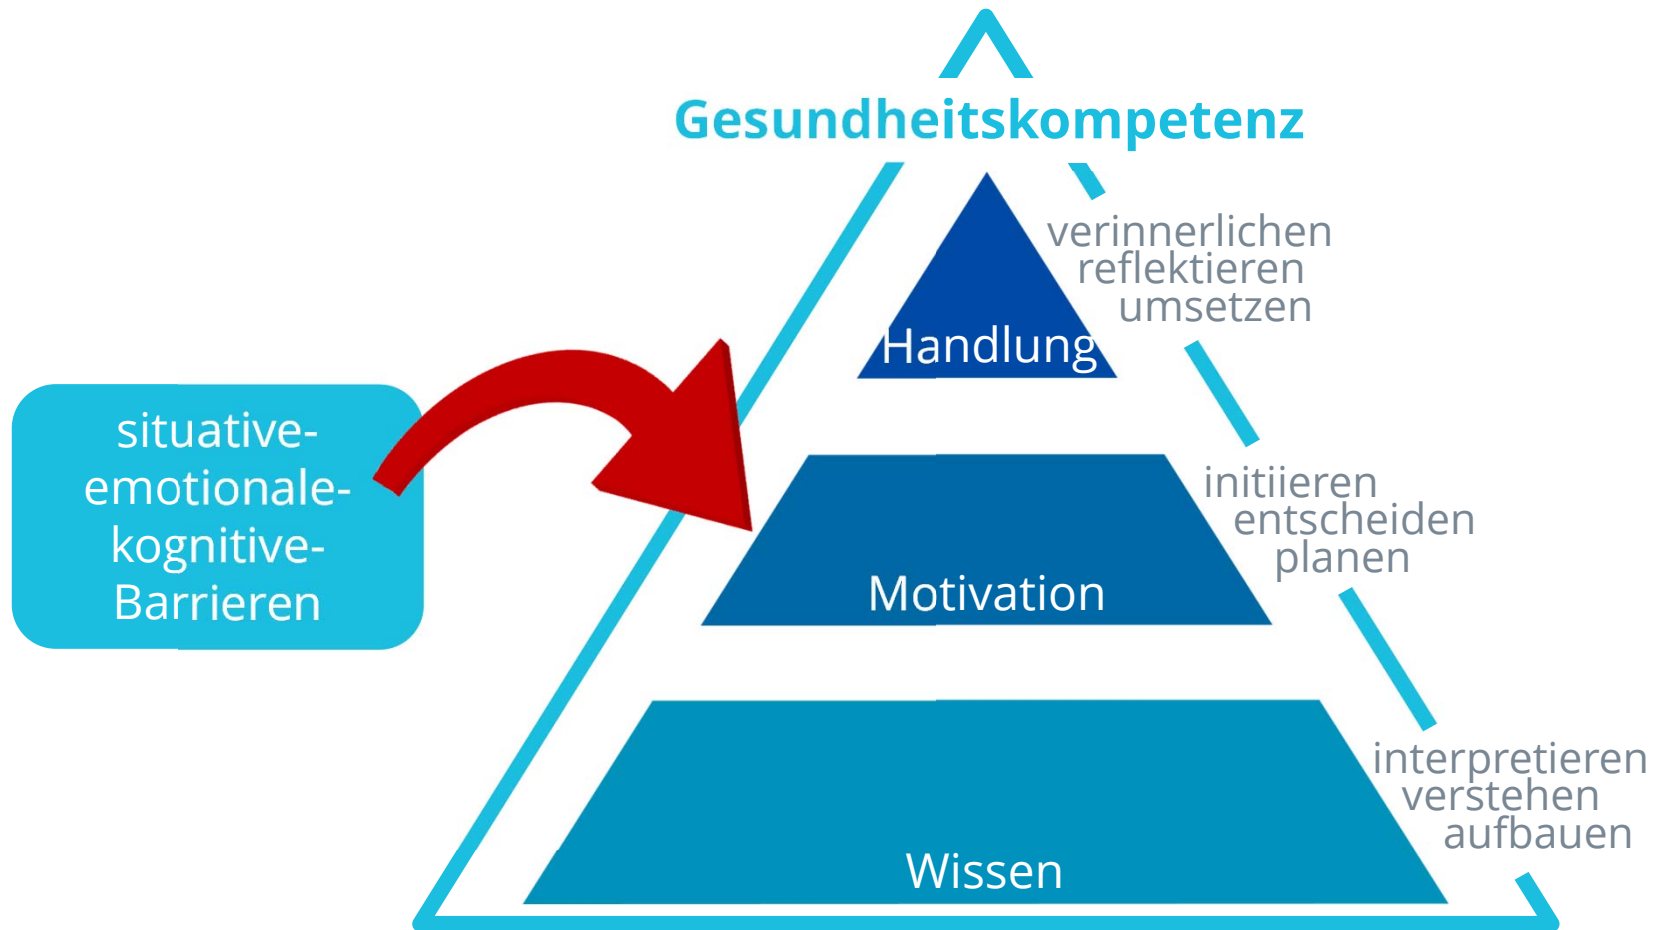 Gesundheitskompetenz
verinnerlichen
reflektieren
umsetzen
Handlung
situative-
emotionale-
kognitive-
Barrieren
initiieren
entscheiden
planen
Motivation
interpretieren
verstehen
aufbauen
Wissen